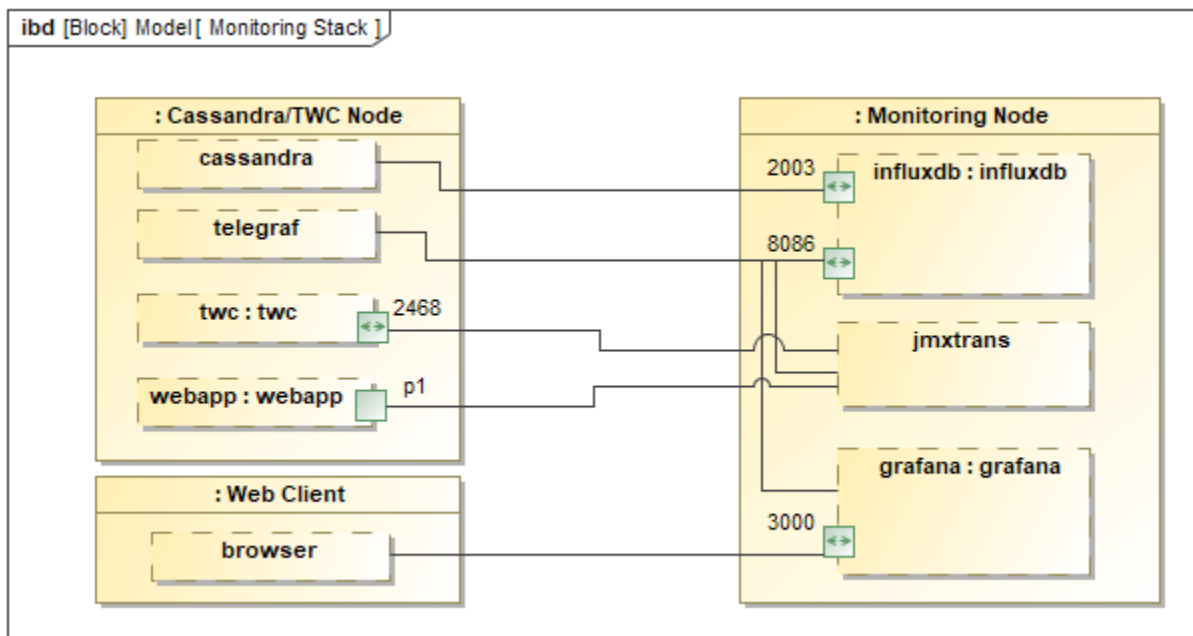 ibd [Block] Model[ Monitoring Stack ]
: Cassandra/TWC Node
cassandra
telegraf
twc : twc
2468
webapp : webapp
p1
: Web Client
browser
: Monitoring Node
2003
influxdb : influxdb
8086
jmxtrans
grafana : grafana
3000